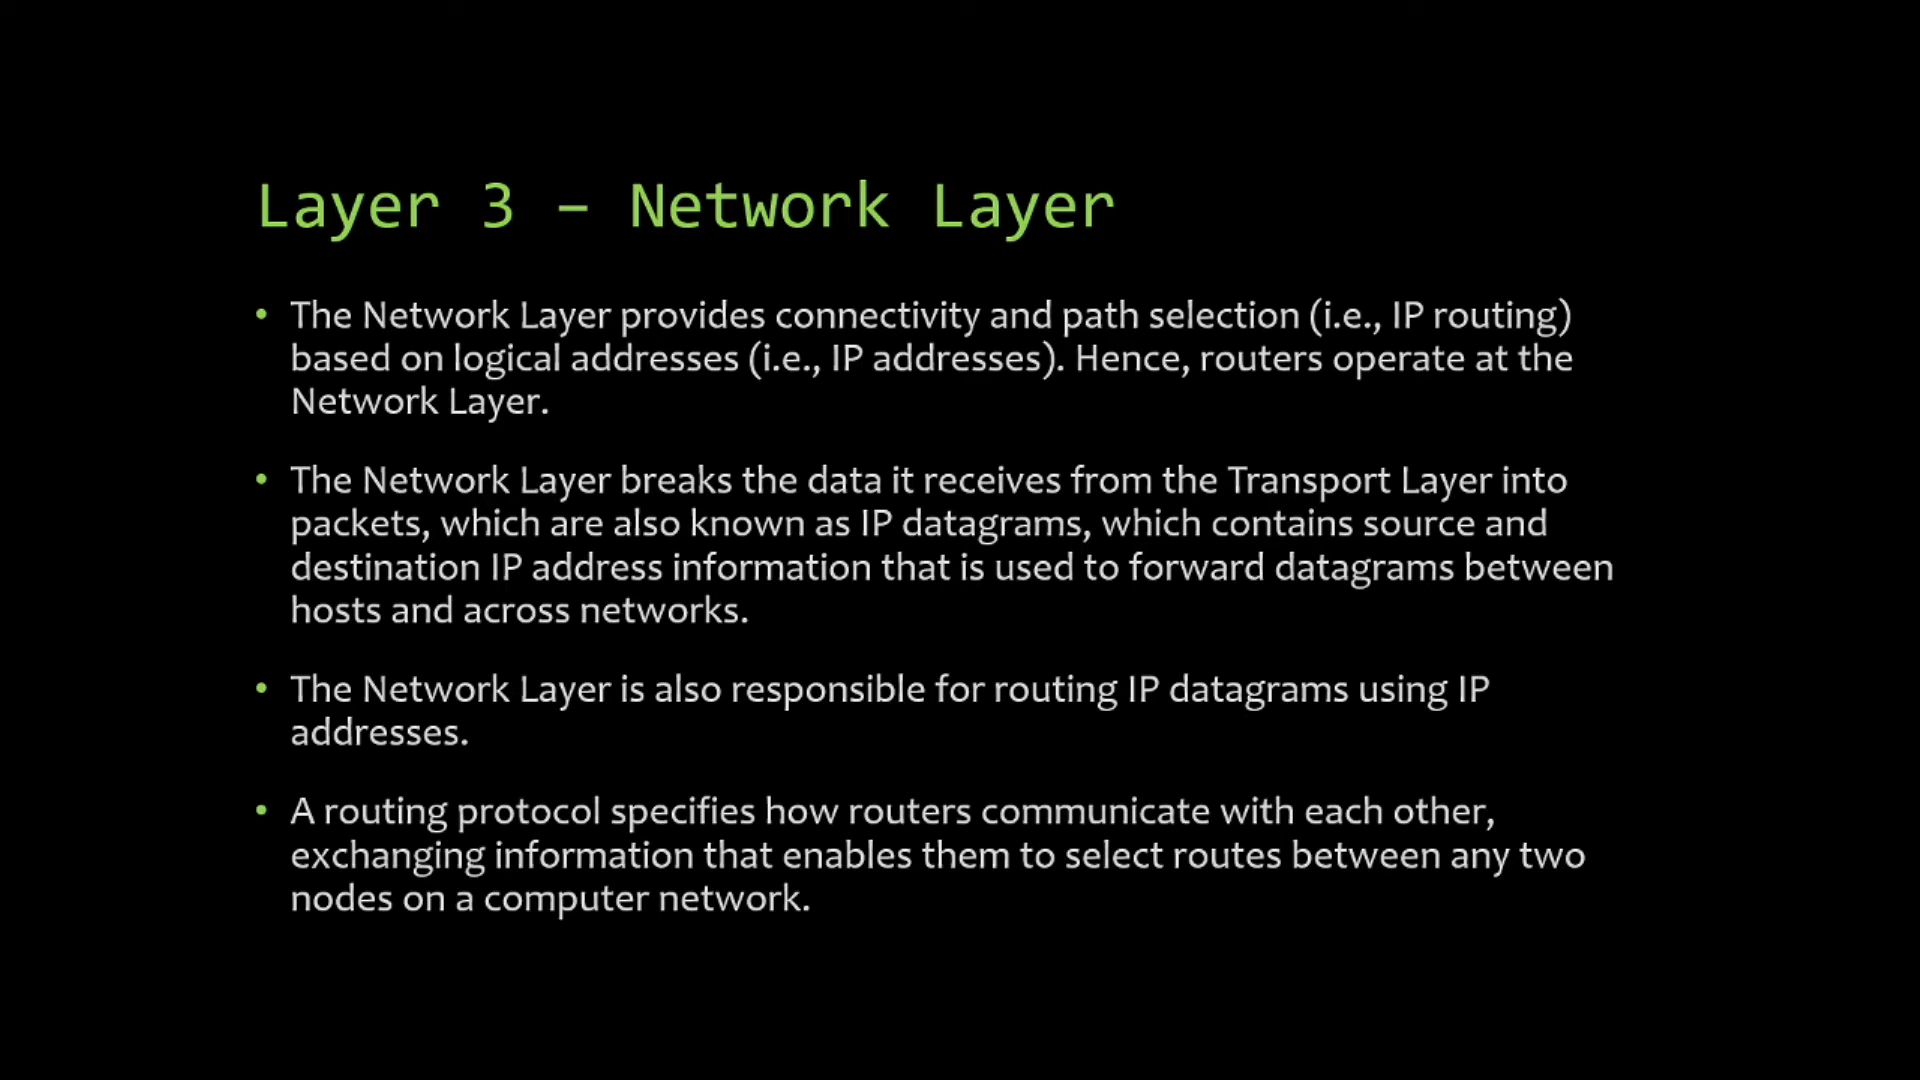 Layer 3 – Network Layer
• The Network Layer provides connectivity and path selection (i.e., IP routing)
based on logical addresses (i.e., IP addresses). Hence, routers operate at the
Network Layer.
• The Network Layer breaks the data it receives from the Transport Layer into
packets, which are also known as IP datagrams, which contains source and
destination IP address information that is used to forward datagrams between
hosts and across networks.
• The Network Layer is also responsible for routing IP datagrams using IP
addresses.
• A routing protocol specifies how routers communicate with each other,
exchanging information that enables them to select routes between any two
nodes on a computer network.